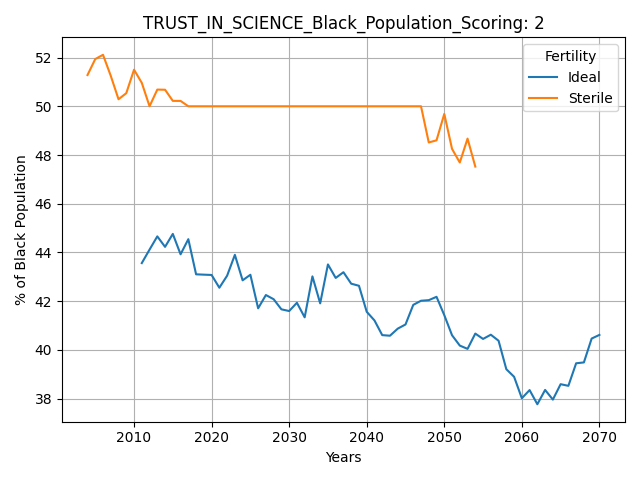 TRUST_IN_SCIENCE_Black_Population_Scoring: 2
Fertility
Ideal
Sterile
% of Black Population
52
50
48
46
44
42
40
38
2010 2020 2030 2040 2050 2060 2070
Years